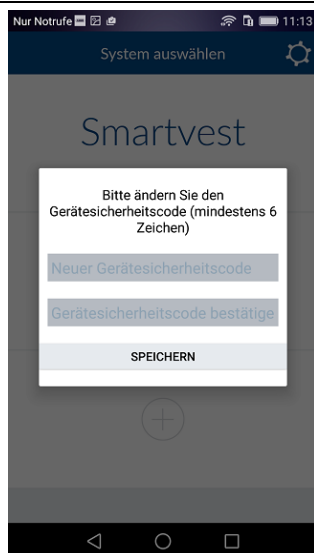 Nur Notrufe 11:13
System auswählen
Smartvest
Bitte ändern Sie den
Gerätesicherheitscode (mindestens 6
Zeichen)
Neuer Gerätesicherheitscode
Gerätesicherheitscode bestätige
SPEICHERN